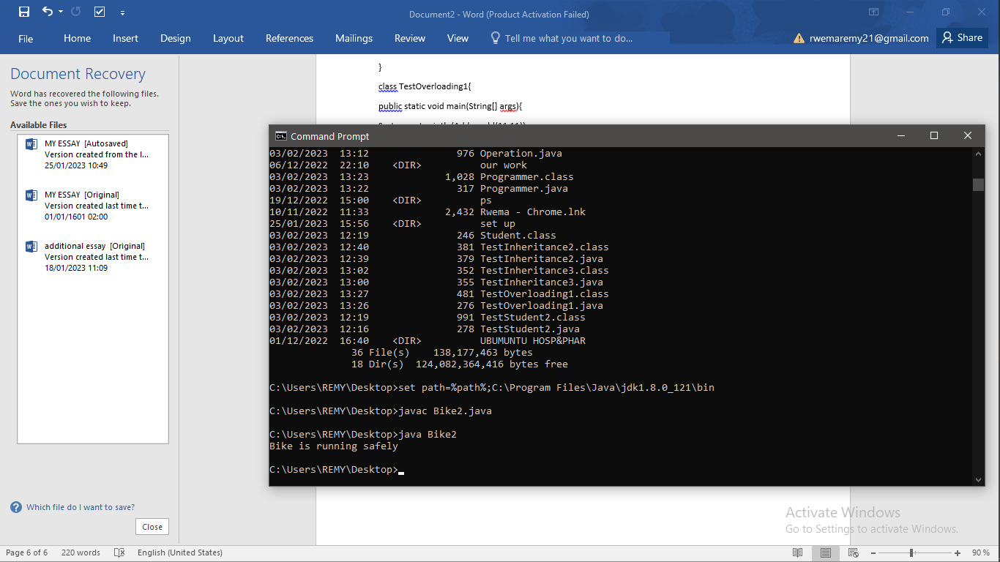 Document2 - Word (Product Activation Failed)
File Home Insert Design Layout References Mailings Review View Tell me what you want to do... rwemaremy21@gmail.com Share
Document Recovery
Word has recovered the following files.
Save the ones you wish to keep.
Available Files
MY ESSAY [Autosaved]
Version created from the l...
25/01/2023 10:49
MY ESSAY [Original]
Version created last time t...
01/01/1601 02:00
additional essay [Original]
Version created last time t...
18/01/2023 11:09
Which file do I want to save?
Close
}
class TestOverloading1{
public static void main(String[] args){
Command Prompt
03/02/2023 13:12 976 Operation.java
06/12/2022 22:10 <DIR> our work
03/02/2023 13:23 1,028 Programmer.class
03/02/2023 13:22 317 Programmer.java
19/12/2022 15:00 <DIR> ps
10/11/2022 11:33 2,432 Rwema - Chrome.lnk
25/01/2023 15:56 <DIR> set up
03/02/2023 12:19 246 Student.class
03/02/2023 12:40 381 TestInheritance2.class
03/02/2023 12:39 379 TestInheritance2.java
03/02/2023 13:02 352 TestInheritance3.class
03/02/2023 13:00 355 TestInheritance3.java
03/02/2023 13:27 481 TestOverloading1.class
03/02/2023 13:26 276 TestOverloading1.java
03/02/2023 12:19 991 TestStudent2.class
03/02/2023 12:16 278 TestStudent2.java
01/12/2022 16:40 <DIR> UBUMUNTU HOSP&PHAR
36 File(s) 138,177,463 bytes
18 Dir(s) 124,082,364,416 bytes free
C:\Users\REMY\Desktop>set path=%path%;C:\Program Files\Java\jdk1.8.0_121\bin
C:\Users\REMY\Desktop>javac Bike2.java
C:\Users\REMY\Desktop>java Bike2
Bike is running safely
C:\Users\REMY\Desktop>
Activate Windows
Go to Settings to activate Windows.
Page 6 of 6 220 words English (United States) 90 %